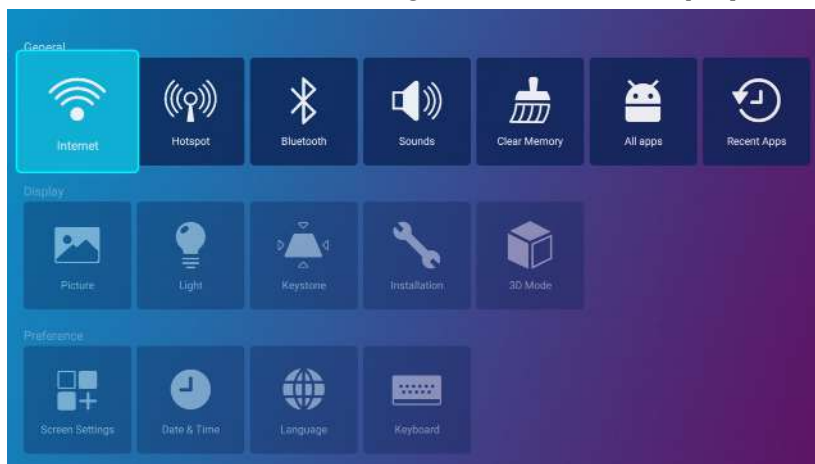 General
Internet
Hotspot
Bluetooth
Sounds
Clear Memory
All apps
Recent Apps
Display
Picture
Light
Keystone
Installation
3D Mode
Preference
Screen Settings
Date & Time
Language
Keyboard